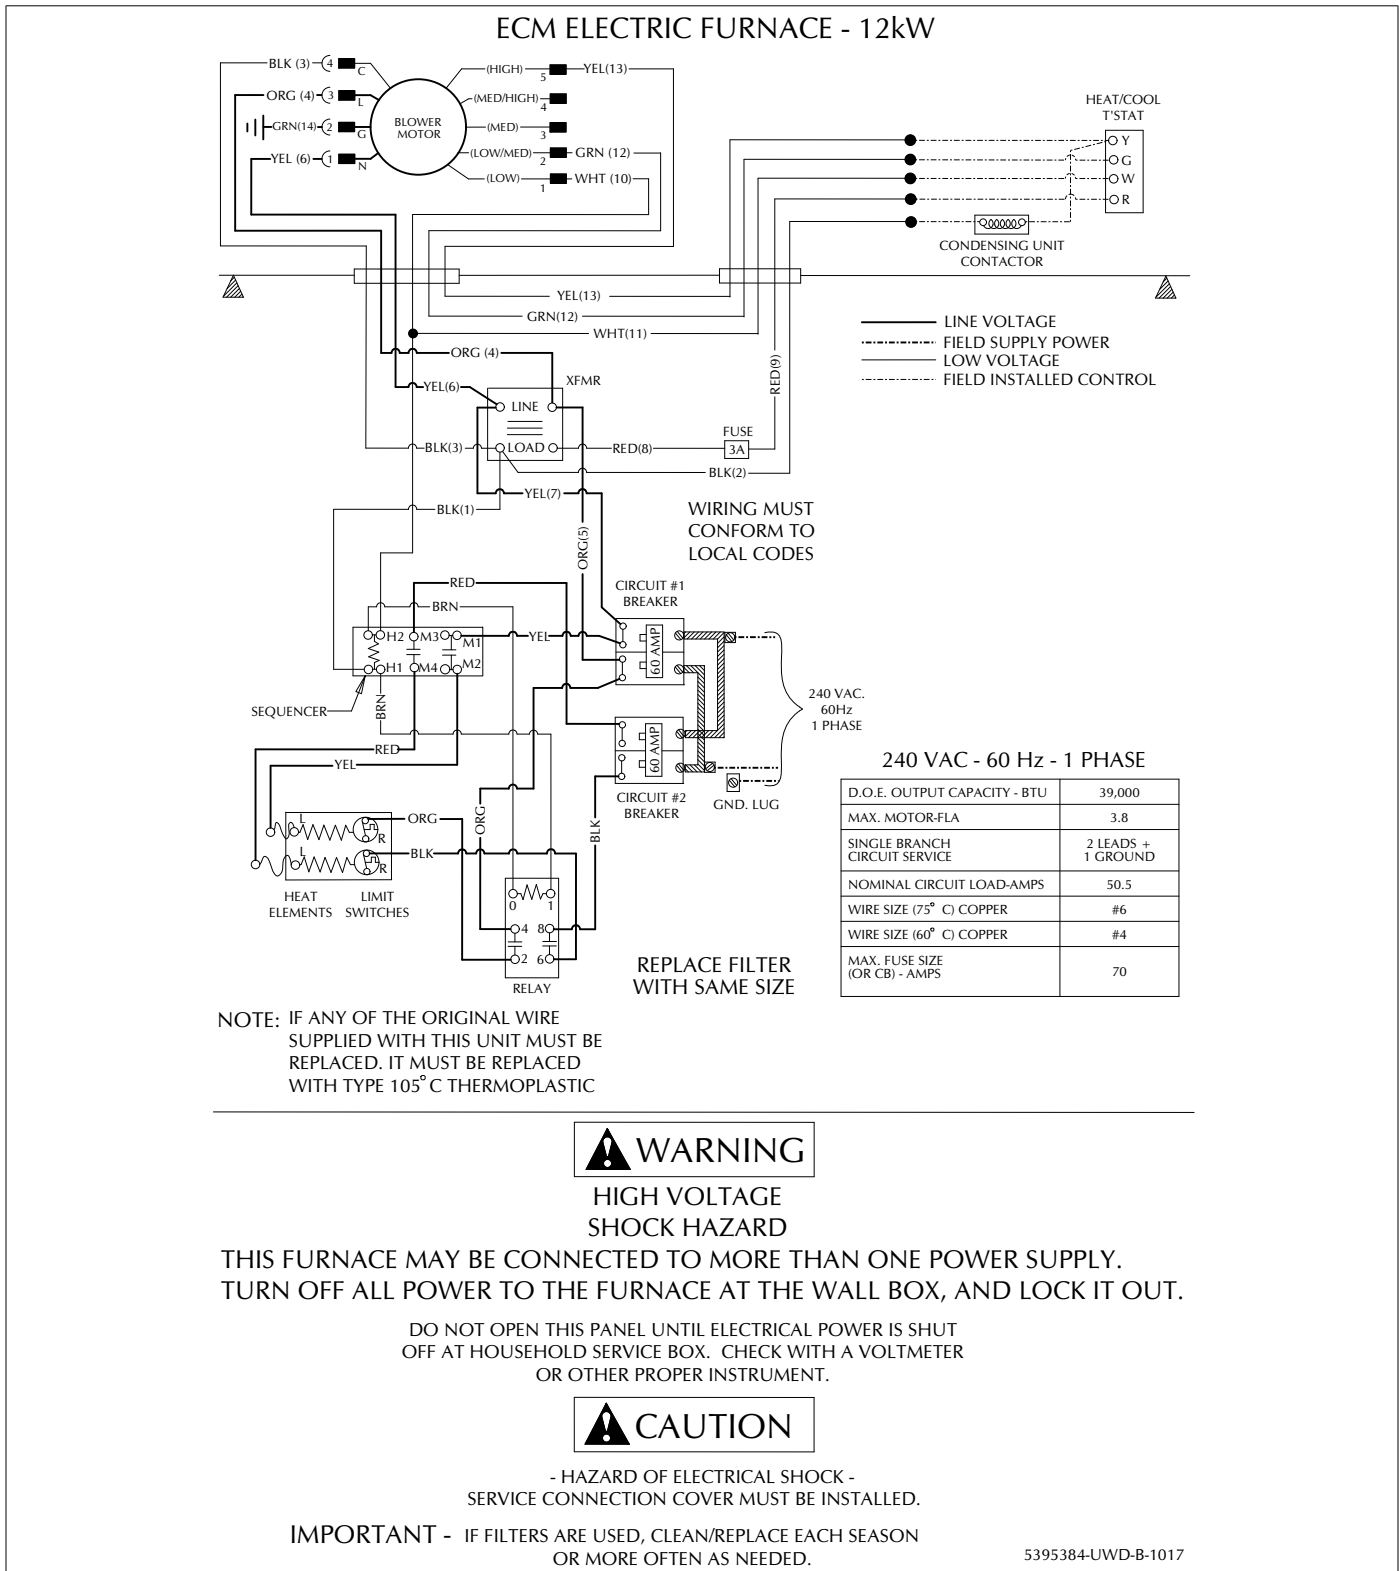 ECM ELECTRIC FURNACE - 12kW
BLK (3) 4 C
ORG (4) 3 L
GRN(14) 2 G
YEL (6) 1 N
BLOWER
MOTOR
(HIGH) 5 YEL(13)
(MED/HIGH) 4
(MED) 3
(LOW/MED) 2 GRN (12)
(LOW) 1 WHT (10)
HEAT/COOL
T'STAT
Y
G
W
R
CONDENSING UNIT
CONTACTOR
YEL(13)
GRN(12)
WHT(11)
LINE VOLTAGE
FIELD SUPPLY POWER
LOW VOLTAGE
FIELD INSTALLED CONTROL
ORG (4)
YEL(6)
XFMR
LINE
RED(9)
BLK(3)
LOAD
RED(8)
FUSE
3A
BLK(2)
YEL(7)
BLK(1)
ORG(5)
WIRING MUST
CONFORM TO
LOCAL CODES
RED
BRN
CIRCUIT #1
BREAKER
H2 M3 M1
YEL
60 AMP
H1 M4 M2
SEQUENCER
BRN
240 VAC.
60Hz
1 PHASE
RED
YEL
60 AMP
CIRCUIT #2
BREAKER
GND. LUG
L R
ORG
ORG
BLK
L R
BLK
HEAT
ELEMENTS
LIMIT
SWITCHES
0 1
4 8
2 6
RELAY
240 VAC - 60 Hz - 1 PHASE
D.O.E. OUTPUT CAPACITY - BTU 39,000
MAX. MOTOR-FLA 3.8
SINGLE BRANCH
CIRCUIT SERVICE
2 LEADS +
1 GROUND
NOMINAL CIRCUIT LOAD-AMPS 50.5
WIRE SIZE (75° C) COPPER #6
WIRE SIZE (60° C) COPPER #4
MAX. FUSE SIZE
(OR CB) - AMPS
70
REPLACE FILTER
WITH SAME SIZE
NOTE: IF ANY OF THE ORIGINAL WIRE
SUPPLIED WITH THIS UNIT MUST BE
REPLACED. IT MUST BE REPLACED
WITH TYPE 105° C THERMOPLASTIC
WARNING
HIGH VOLTAGE
SHOCK HAZARD
THIS FURNACE MAY BE CONNECTED TO MORE THAN ONE POWER SUPPLY.
TURN OFF ALL POWER TO THE FURNACE AT THE WALL BOX, AND LOCK IT OUT.
DO NOT OPEN THIS PANEL UNTIL ELECTRICAL POWER IS SHUT
OFF AT HOUSEHOLD SERVICE BOX. CHECK WITH A VOLTMETER
OR OTHER PROPER INSTRUMENT.
CAUTION
- HAZARD OF ELECTRICAL SHOCK -
SERVICE CONNECTION COVER MUST BE INSTALLED.
IMPORTANT - IF FILTERS ARE USED, CLEAN/REPLACE EACH SEASON
OR MORE OFTEN AS NEEDED.
5395384-UWD-B-1017